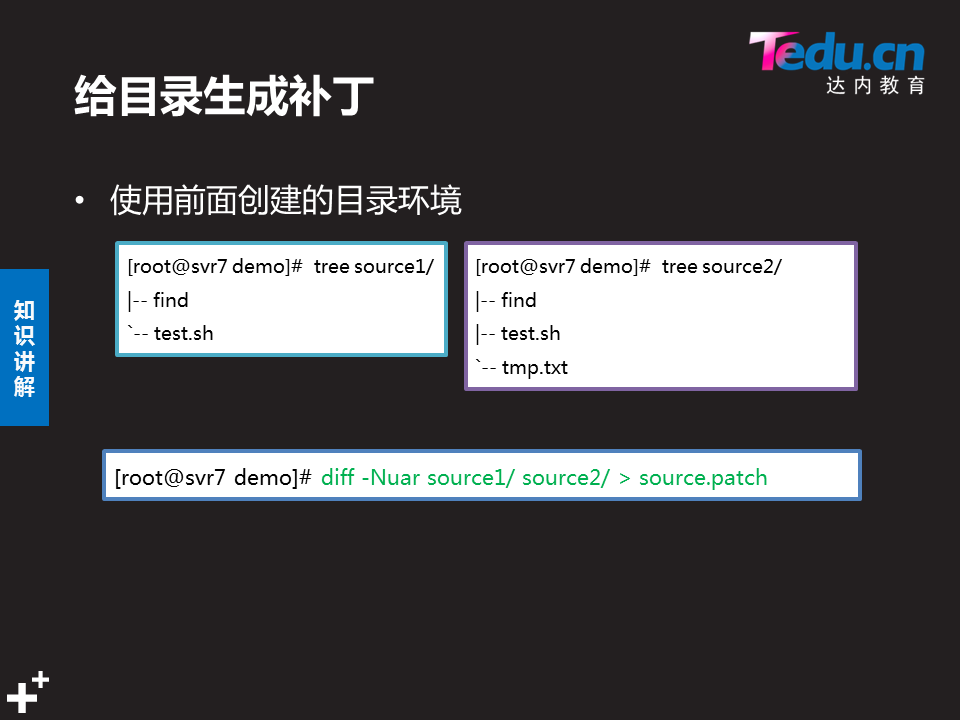 Tedu.cn
达内教育
给目录生成补丁
• 使用前面创建的目录环境
[root@svr7 demo]# tree source1/
|-- find
`-- test.sh
[root@svr7 demo]# tree source2/
|-- find
|-- test.sh
`-- tmp.txt
知识讲解
[root@svr7 demo]# diff -Nuar source1/ source2/ > source.patch